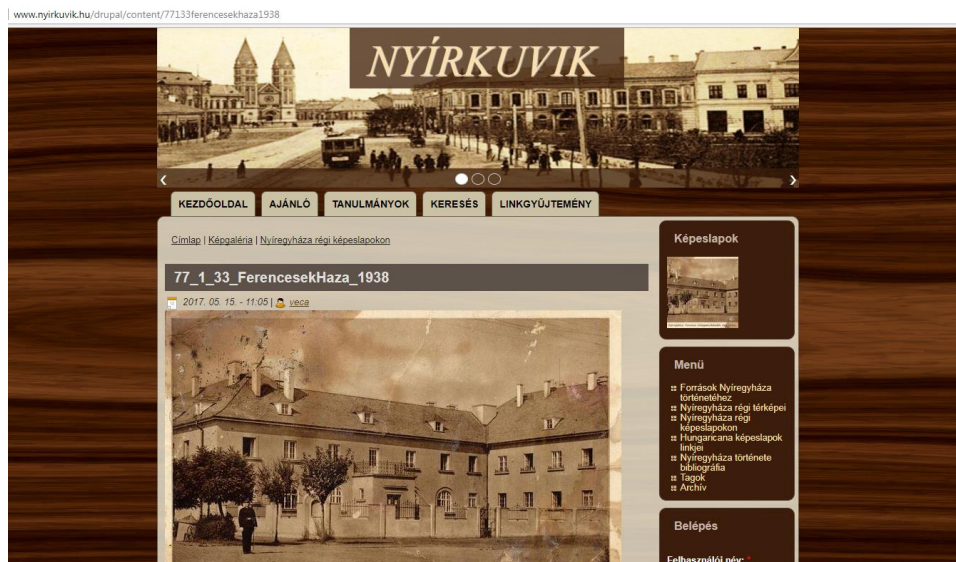 www.nyirkuvik.hu/drupal/content/77133ferencesekhaza1938
NYÍRKUVIK
KEZDŐOLDAL
AJÁNLÓ
TANULMÁNYOK
KERESÉS
LINKGYŰJTEMÉNY
Címlap | Képgaléria | Nyíregyháza régi képeslapokon
77_1_33_FerencesekHaza_1938
2017. 05. 15. - 11:05 | veca
Képeslapok
Menü
Források Nyíregyháza
történetéhez
Nyíregyháza régi térképei
Nyíregyháza régi
képeslapokon
Hungaricana képeslapok
linkjei
Nyíregyháza története
bibliográfia
Tagok
Archív
Belépés
Felhasználói név: *